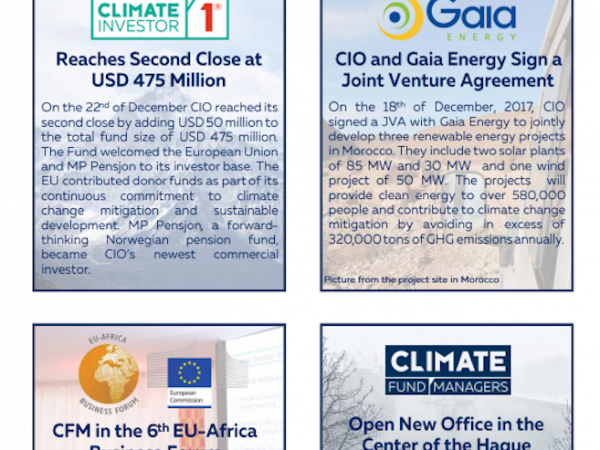 CLIMATE
INVESTOR 1®
Reaches Second Close at
USD 475 Million
On the 22nd of December CIO reached its
second close by adding USD 50 million to
the total fund size of USD 475 million.
The Fund welcomed the European Union
and MP Pensjon to its investor base. The
EU contributed donor funds as part of its
continuous commitment to climate
change mitigation and sustainable
development. MP Pensjon, a forward-
thinking Norwegian pension fund,
became CIO's newest commercial
investor.
Gaia
ENERGY
CIO and Gaia Energy Sign a
Joint Venture Agreement
On the 18th of December, 2017, CIO
signed a JVA with Gaia Energy to jointly
develop three renewable energy projects
in Morocco. They include two solar plants
of 85 MW and 30 MW and one wind
project of 50 MW. The projects will
provide clean energy to over 580,000
people and contribute to climate change
mitigation by avoiding in excess of
320,000 tons of GHG emissions annually.
Picture from the project site in Morocco
EU-AFRICA
BUSINESS FORUM
European
Commission
CFM in the 6th EU-Africa
Business Forum
CLIMATE
FUND MANAGERS
Open New Office in the
Center of the Hague